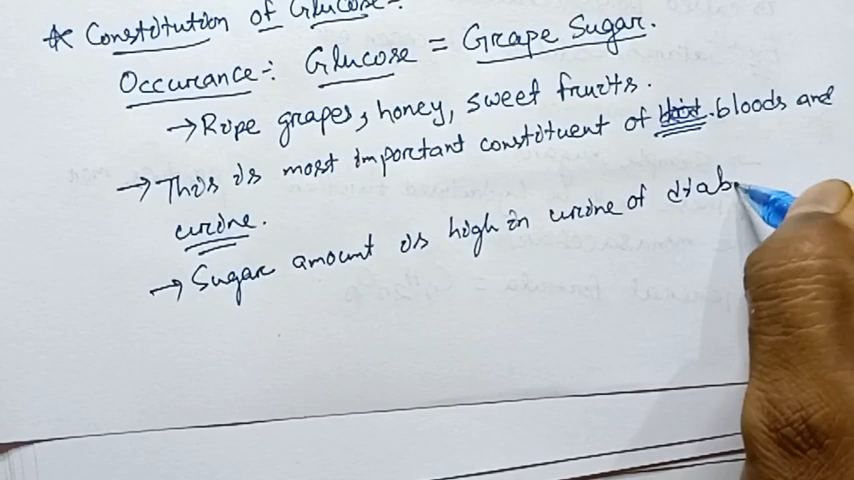 * Constitution of Glucose :
Occurance :- Glucose = Grape Sugar.
→ Ripe grapes, honey, sweet fruits.
→ This is most important constituent of bloods and
urine.
→ Sugar amount is high in urine of diab